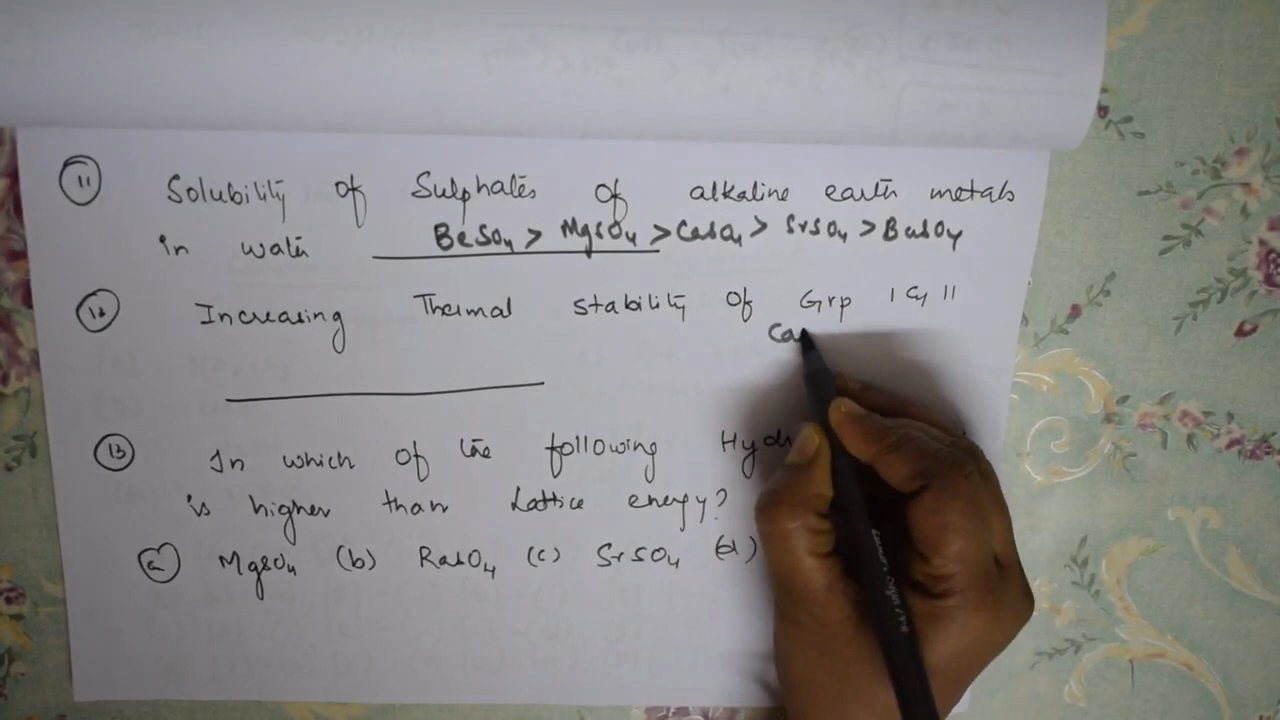 11 Solubility of Sulphates of alkaline earth metals
in water BeSO4 > MgSO4 > CaSO4 > SrSO4 > BaSO4
12 Increasing Thermal stability of Grp I & II
Ca
13 In which of the following
is higher than Lattice energy?
(a) MgSO4 (b) RaSO4 (c) SrSO4 (d)